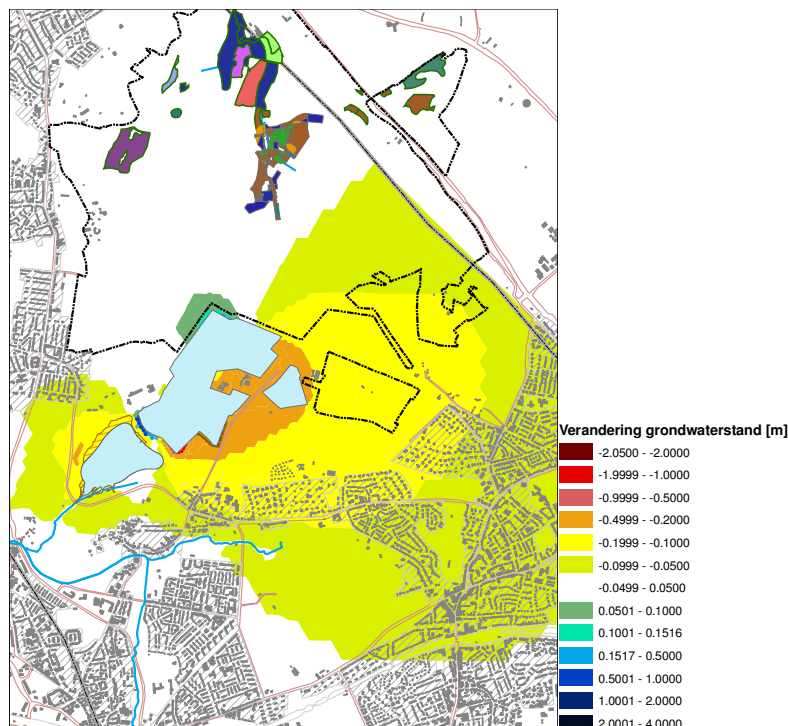 Verandering grondwaterstand [m]
-2.0500 - -2.0000
-1.9999 - -1.0000
-0.9999 - -0.5000
-0.4999 - -0.2000
-0.1999 - -0.1000
-0.0999 - -0.0500
-0.0499 - 0.0500
0.0501 - 0.1000
0.1001 - 0.1516
0.1517 - 0.5000
0.5001 - 1.0000
1.0001 - 2.0000
2.0001 - 4.0000